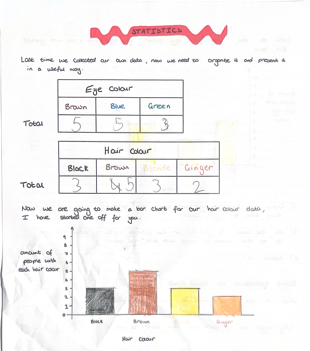 STATISTICS
Last time we collected our own data, now we need to organise it and present it
in a useful way.
Eye Colour
Brown Blue Green
Total 5 5 3
Hair Colour
Black Brown Blonde Ginger
Total 3 5 3 2
Now we are going to make a bar chart for our hair colour data,
I have started one off for you.
amount of
people with
each hair colour
9
8
7
6
5
4
3
2
1
0
Black Brown Ginger
Hair Colour